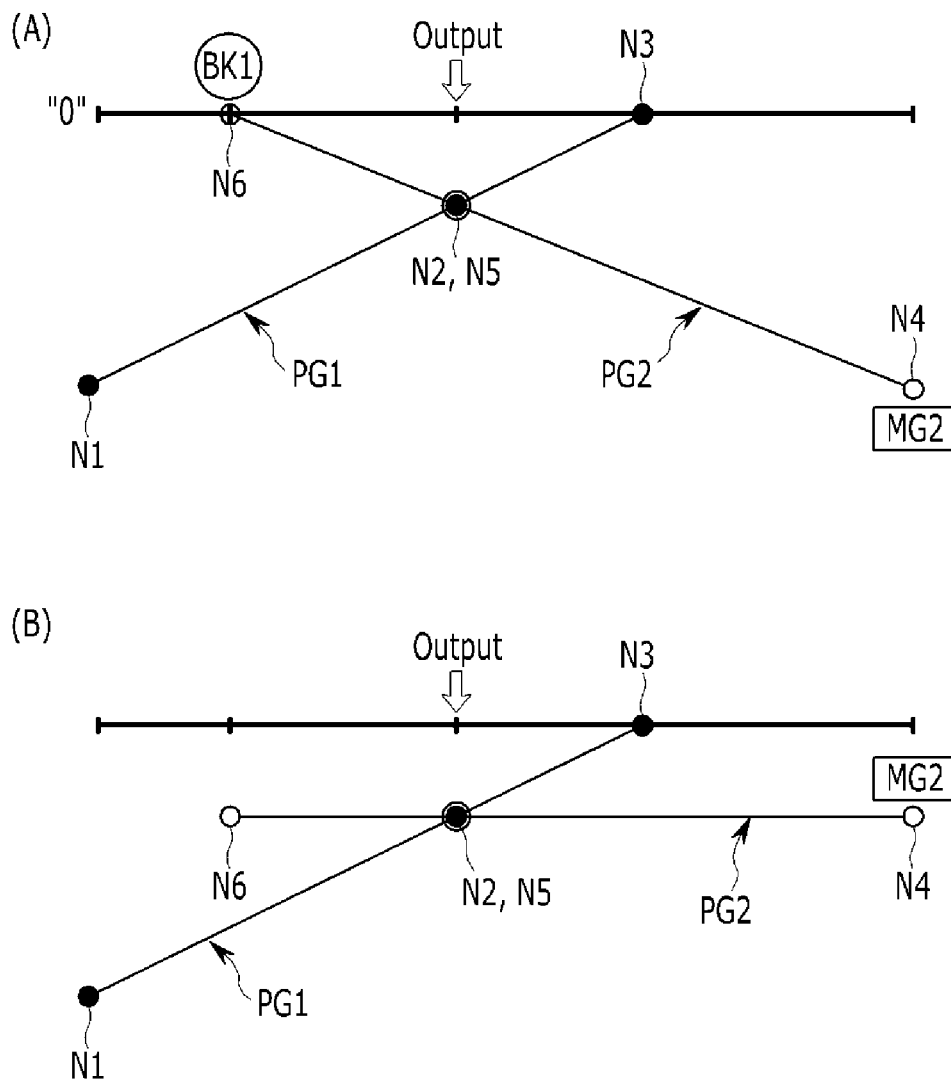 (A)
Output
N3
BK1
"0"
N6
N2, N5
N4
PG1
PG2
MG2
N1
(B)
Output
N3
MG2
N6
N2, N5
N4
PG2
PG1
N1